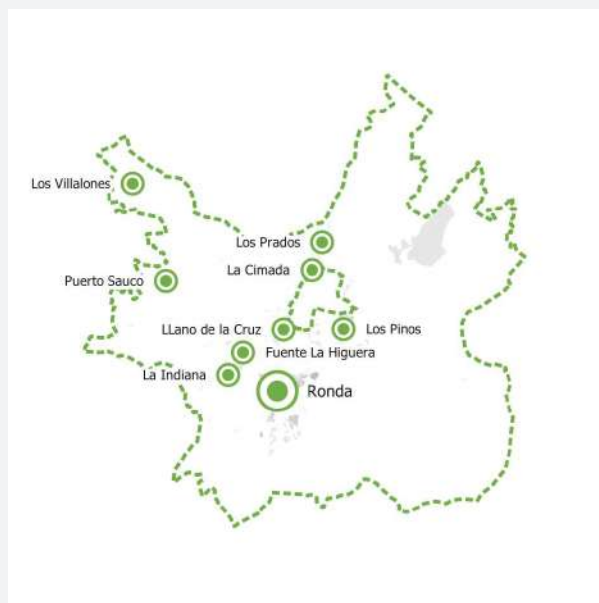 Los Villalones
Los Prados
La Cimada
Puerto Sauco
LLano de la Cruz
Los Pinos
Fuente La Higuera
La Indiana
Ronda